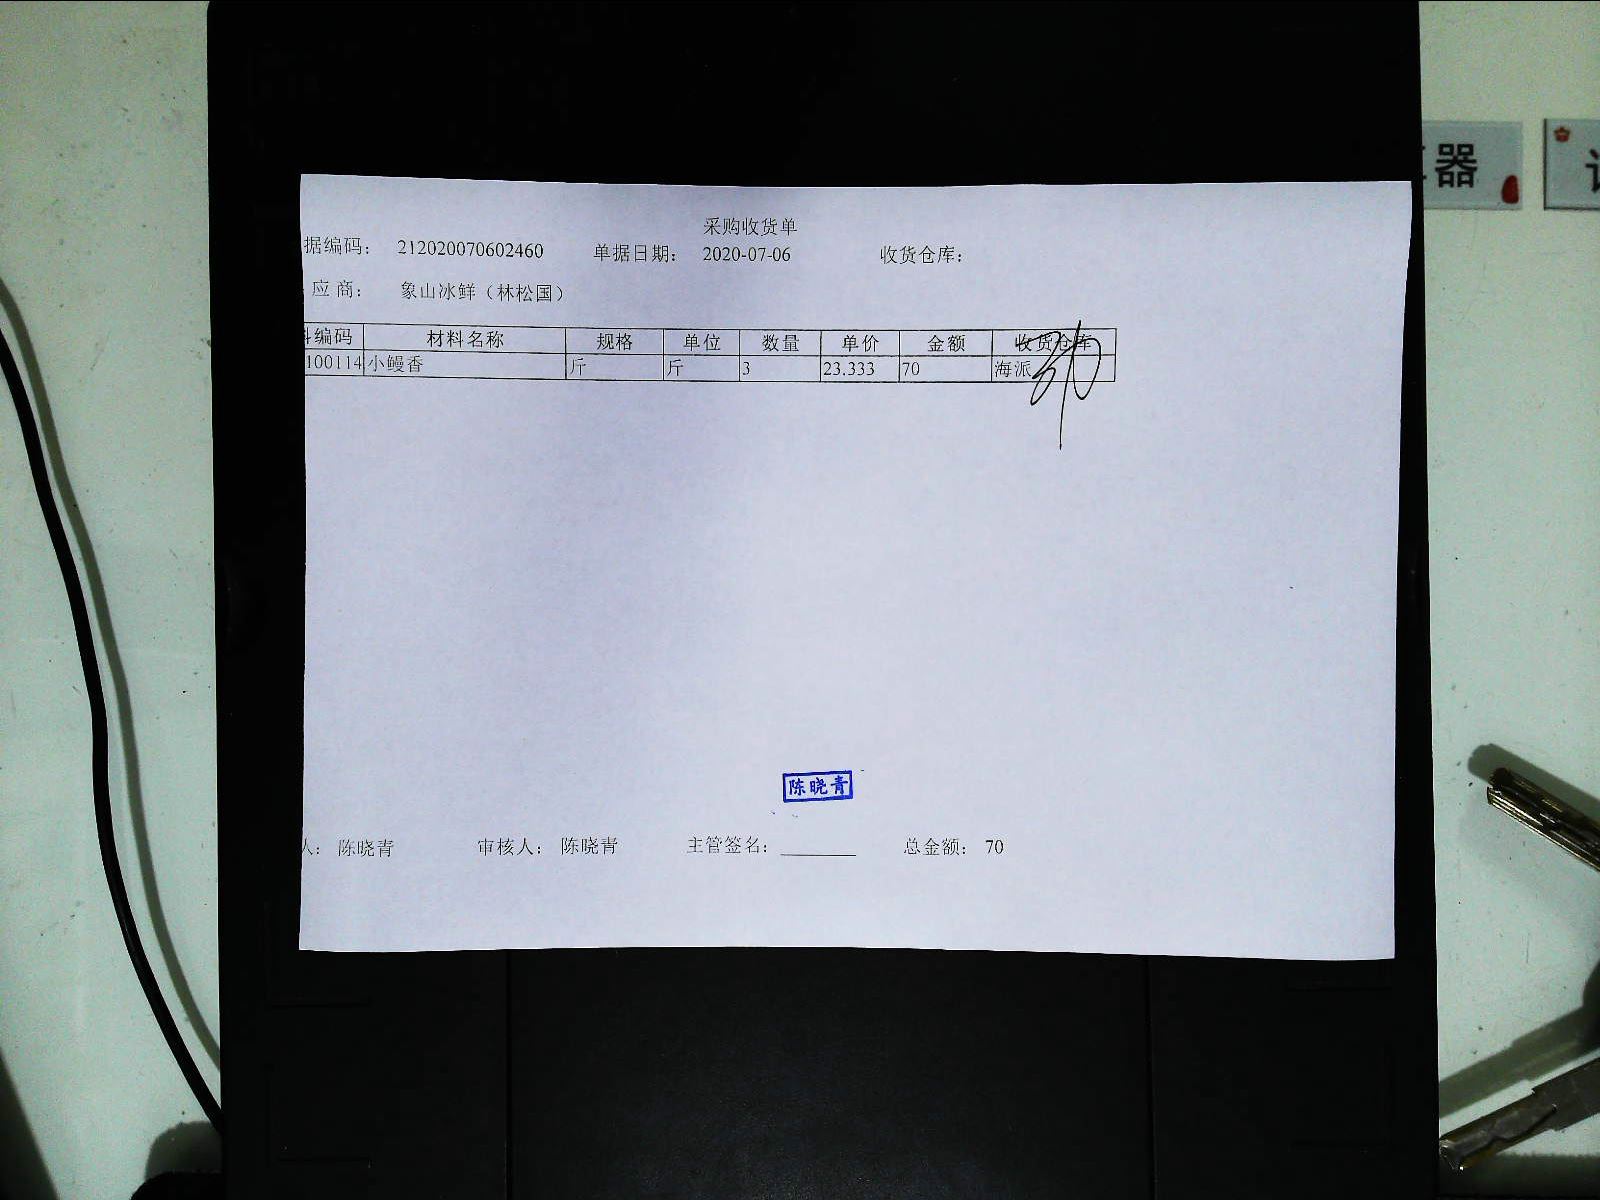 采购收货单
据编码： 212020070602460 单据日期： 2020-07-06 收货仓库：
应商： 象山冰鲜（林松国）
编码 材料名称 规格 单位 数量 单价 金额 收货仓库
100114 小鳗香 斤 斤 3 23.333 70 海派
陈晓青
人： 陈晓青 审核人： 陈晓青 主管签名： 总金额： 70
器